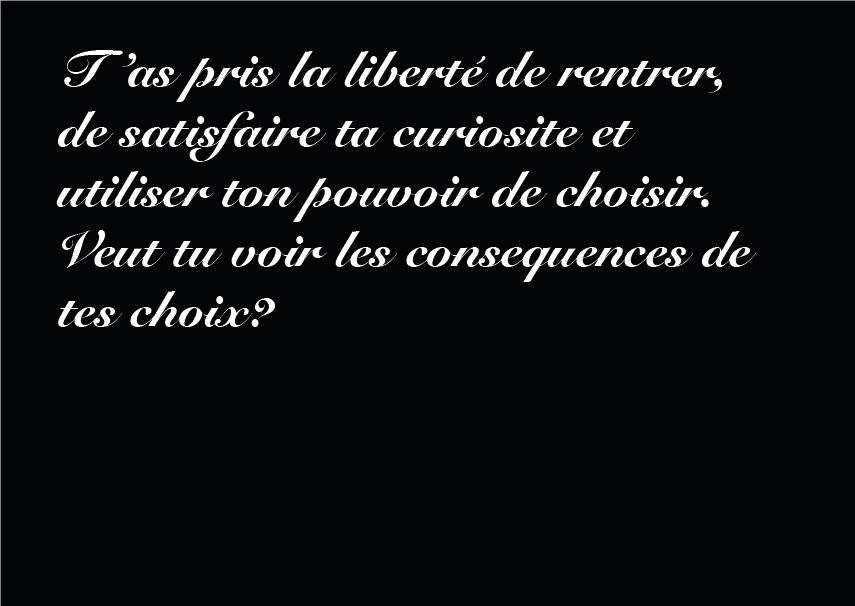 T'as pris la liberté de rentrer,
de satisfaire ta curiosite et
utiliser ton pouvoir de choisir.
Veut tu voir les consequences de
tes choix?